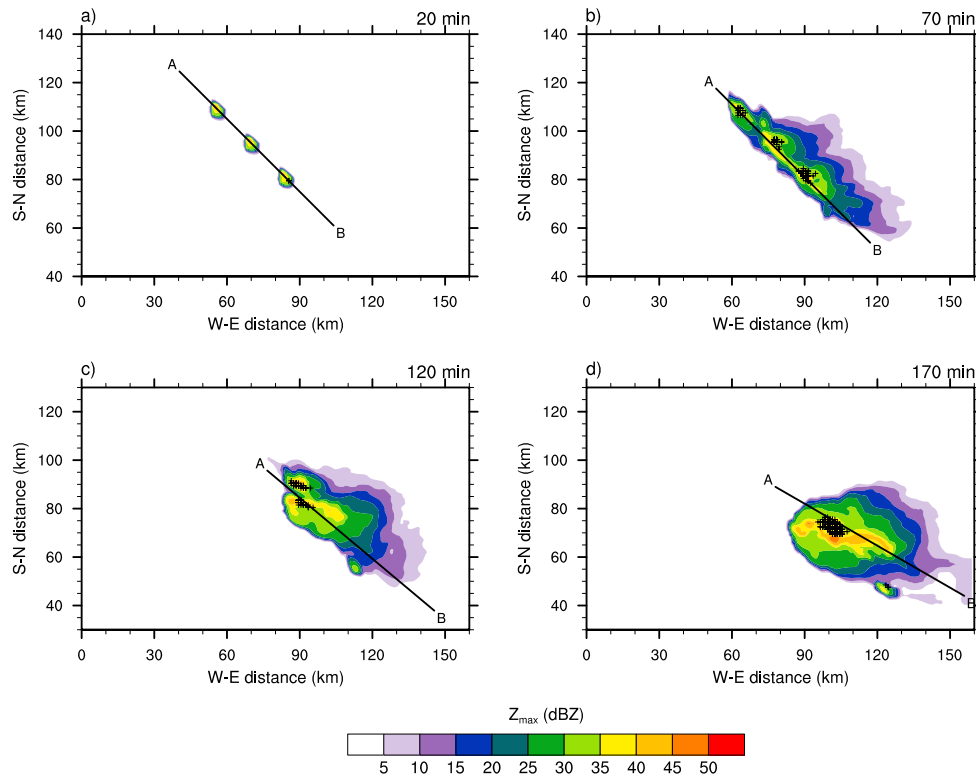 a) 20 min
140
120
100
80
60
40
S-N distance (km)
A
B
0 30 60 90 120 150
W-E distance (km)
b) 70 min
140
120
100
80
60
40
S-N distance (km)
A
B
0 30 60 90 120 150
W-E distance (km)
c) 120 min
120
100
80
60
40
S-N distance (km)
A
B
0 30 60 90 120 150
W-E distance (km)
d) 170 min
120
100
80
60
40
S-N distance (km)
A
B
0 30 60 90 120 150
W-E distance (km)
Zmax (dBZ)
5 10 15 20 25 30 35 40 45 50